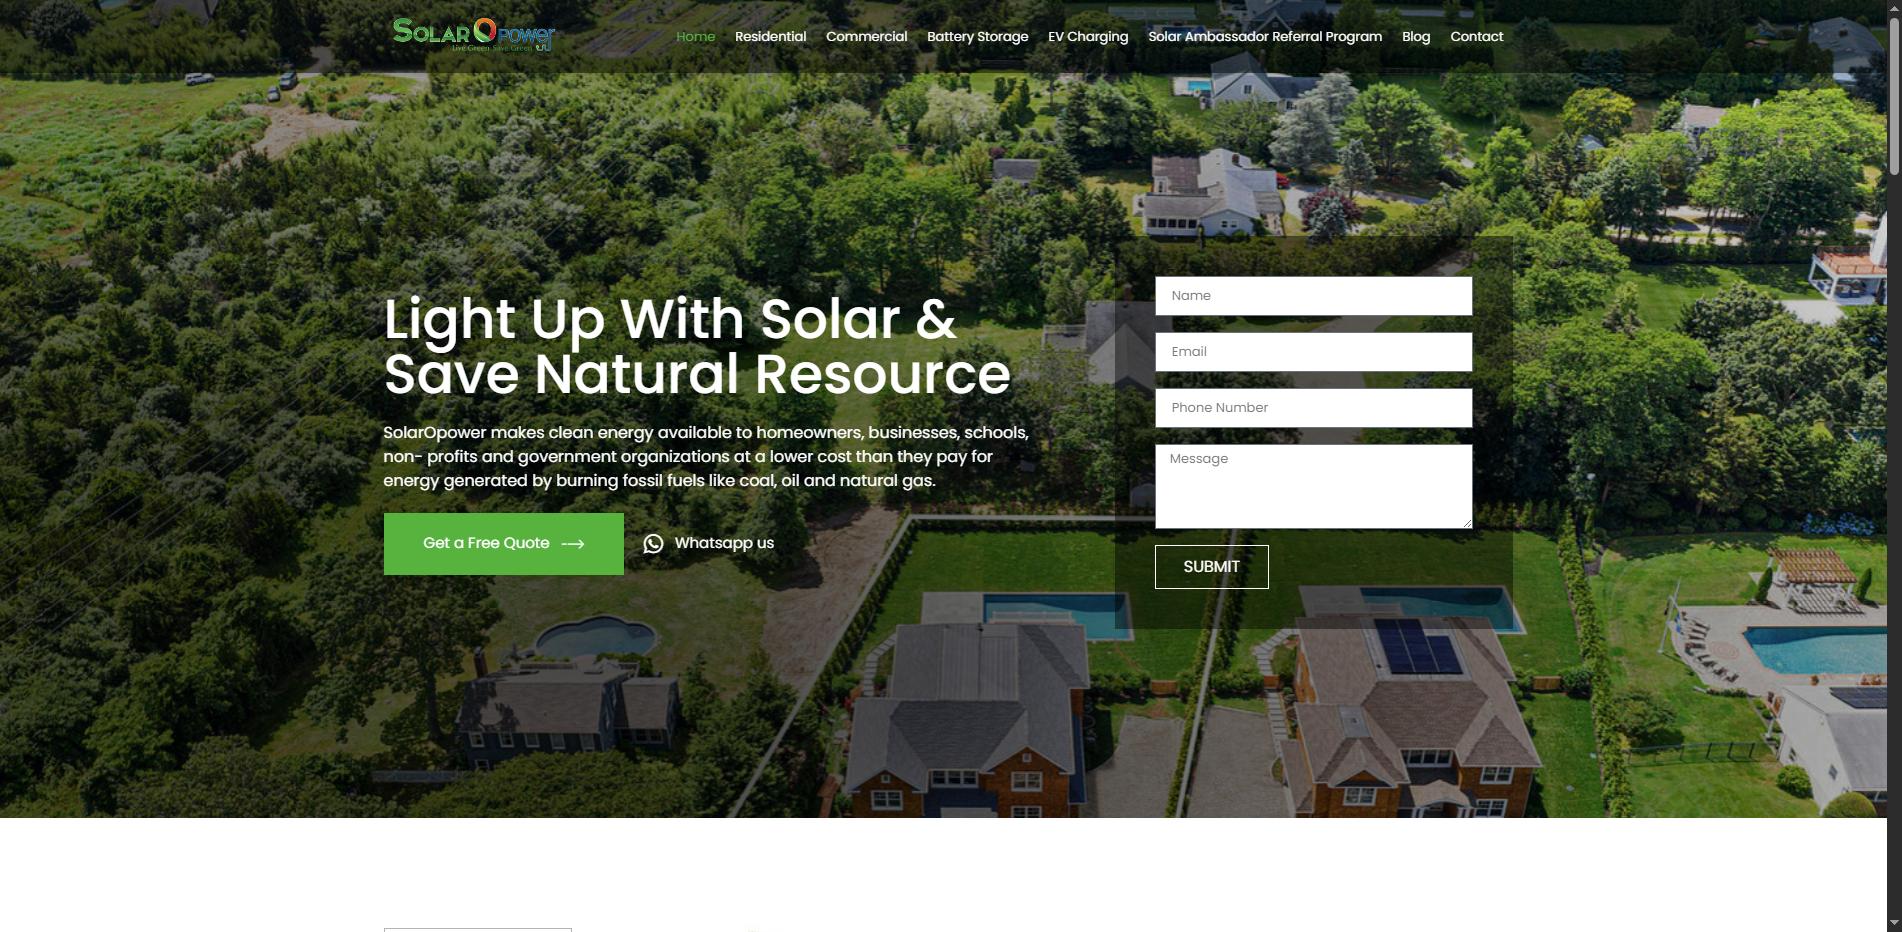 SOLAR O POWER
Live Green Save Green
Home
Residential
Commercial
Battery Storage
EV Charging
Solar Ambassador Referral Program
Blog
Contact
Light Up With Solar &
Save Natural Resource
SolarOpower makes clean energy available to homeowners, businesses, schools,
non- profits and government organizations at a lower cost than they pay for
energy generated by burning fossil fuels like coal, oil and natural gas.
Get a Free Quote
Whatsapp us
Name
Email
Phone Number
Message
SUBMIT